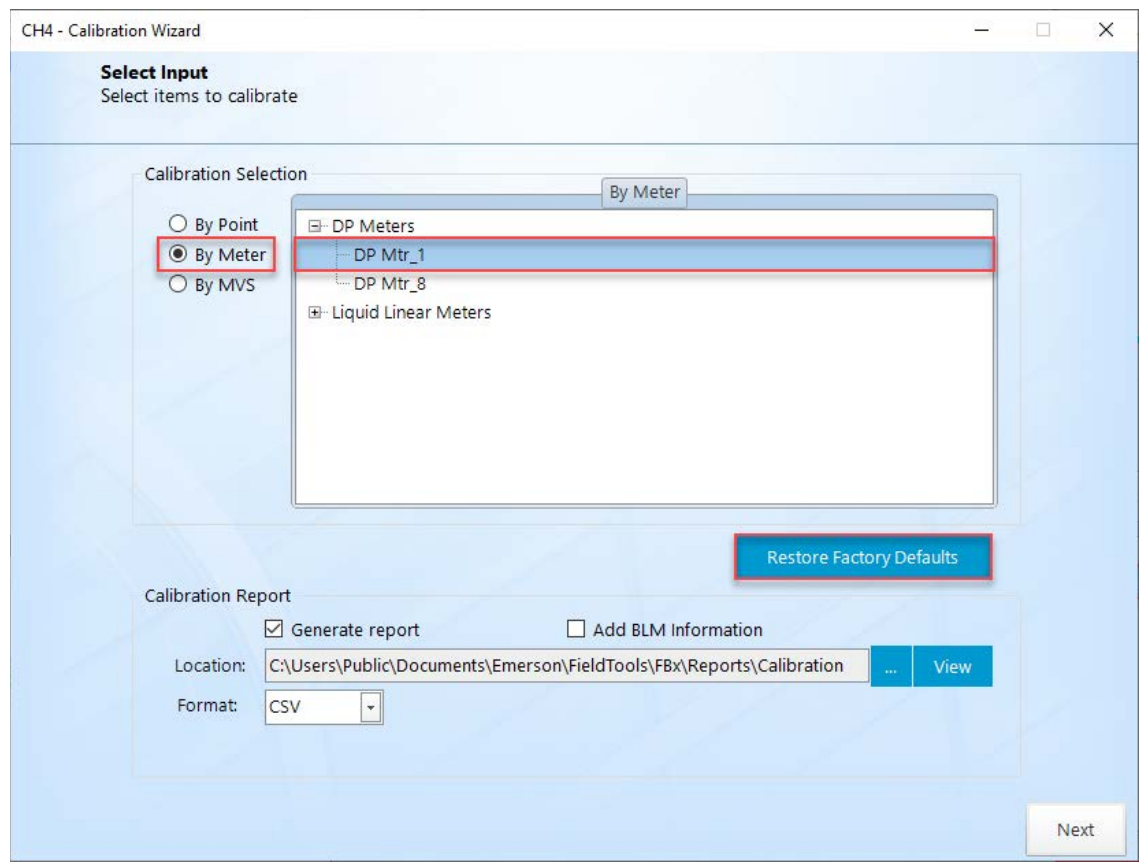 CH4 - Calibration Wizard
Select Input
Select items to calibrate
Calibration Selection
By Meter
By Point
By Meter
By MVS
DP Meters
DP Mtr_1
DP Mtr_8
Liquid Linear Meters
Restore Factory Defaults
Calibration Report
Generate report Add BLM Information
Location: C:\Users\Public\Documents\Emerson\FieldTools\FBx\Reports\Calibration ... View
Format: CSV
Next